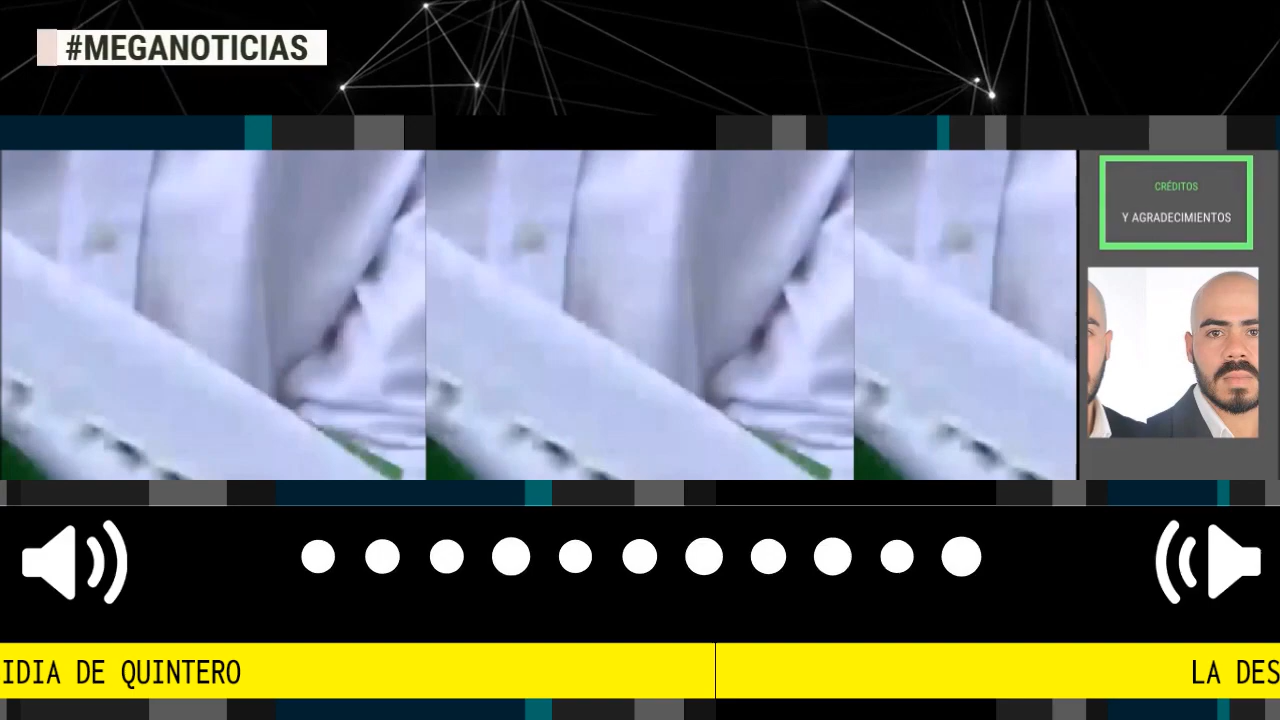 #MEGANOTICIAS
CRÉDITOS
Y AGRADECIMIENTOS
IDIA DE QUINTERO
LA DES